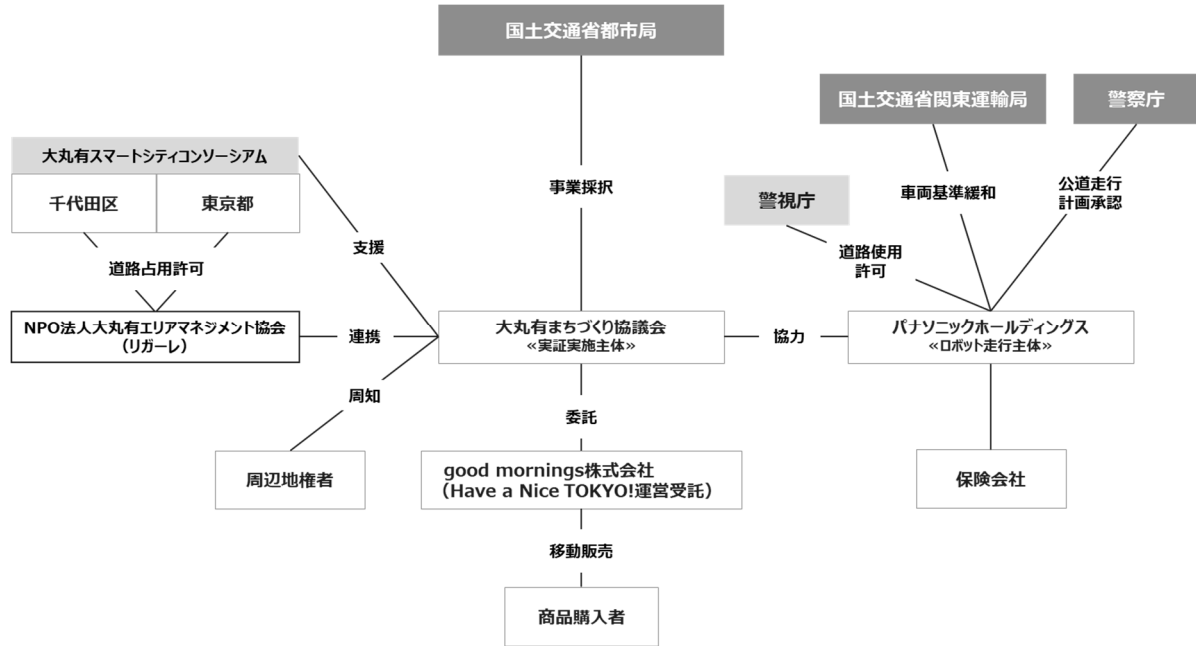 国土交通省都市局
国土交通省関東運輸局
警察庁
大丸有スマートシティコンソーシアム
千代田区
東京都
事業採択
警視庁
車両基準緩和
公道走行
計画承認
支援
道路占用許可
道路使用
許可
NPO法人大丸有エリアマネジメント協会
（リガーレ）
連携
大丸有まちづくり協議会
«実証実施主体»
協力
パナソニックホールディングス
«ロボット走行主体»
周知
委託
周辺地権者
good mornings株式会社
（Have a Nice TOKYO!運営受託）
保険会社
移動販売
商品購入者